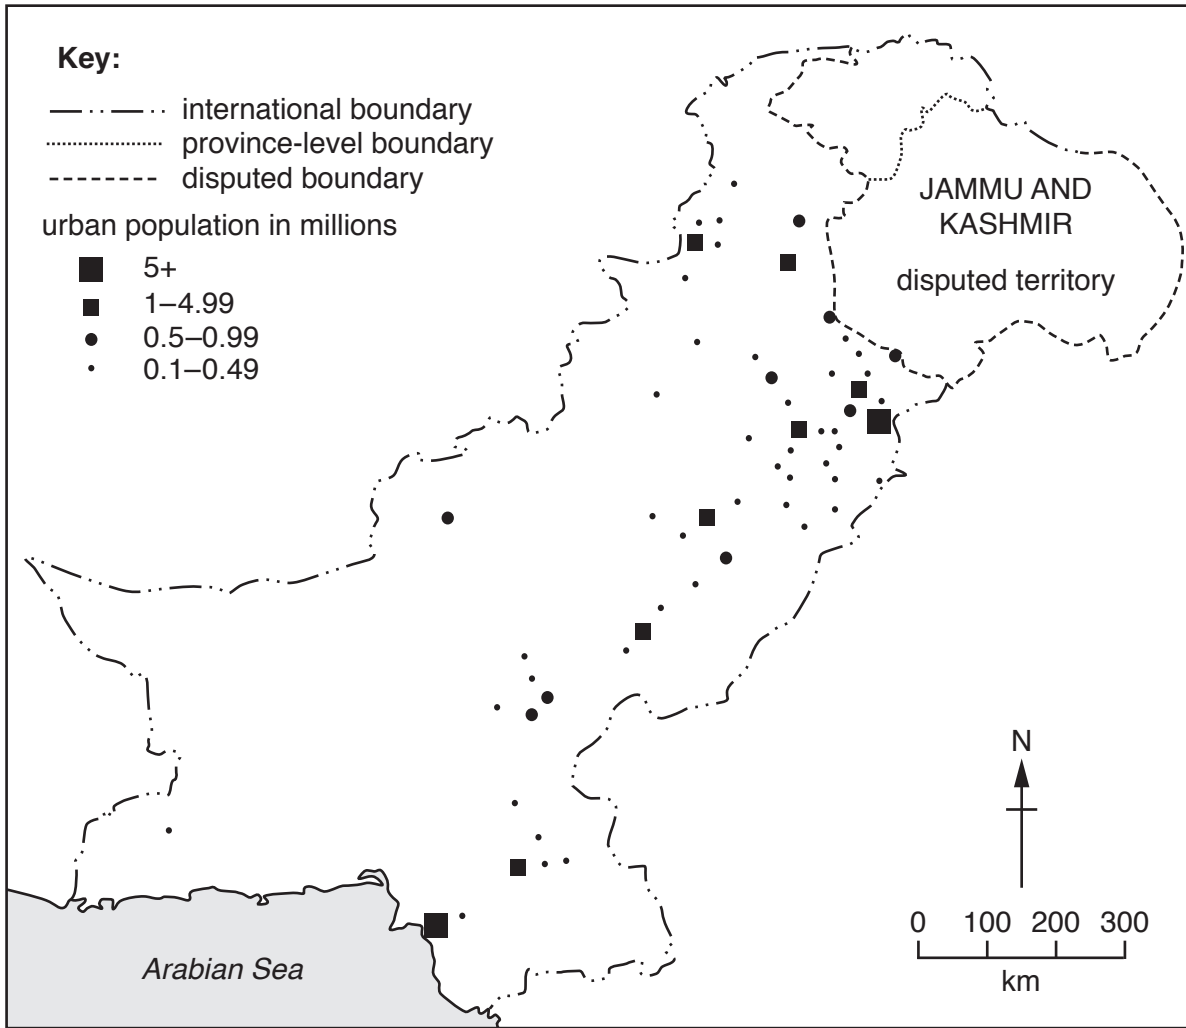 Key:
international boundary
province-level boundary
disputed boundary
urban population in millions
5+
1–4.99
0.5–0.99
0.1–0.49
JAMMU AND
KASHMIR
disputed territory
N
0 100 200 300
km
Arabian Sea